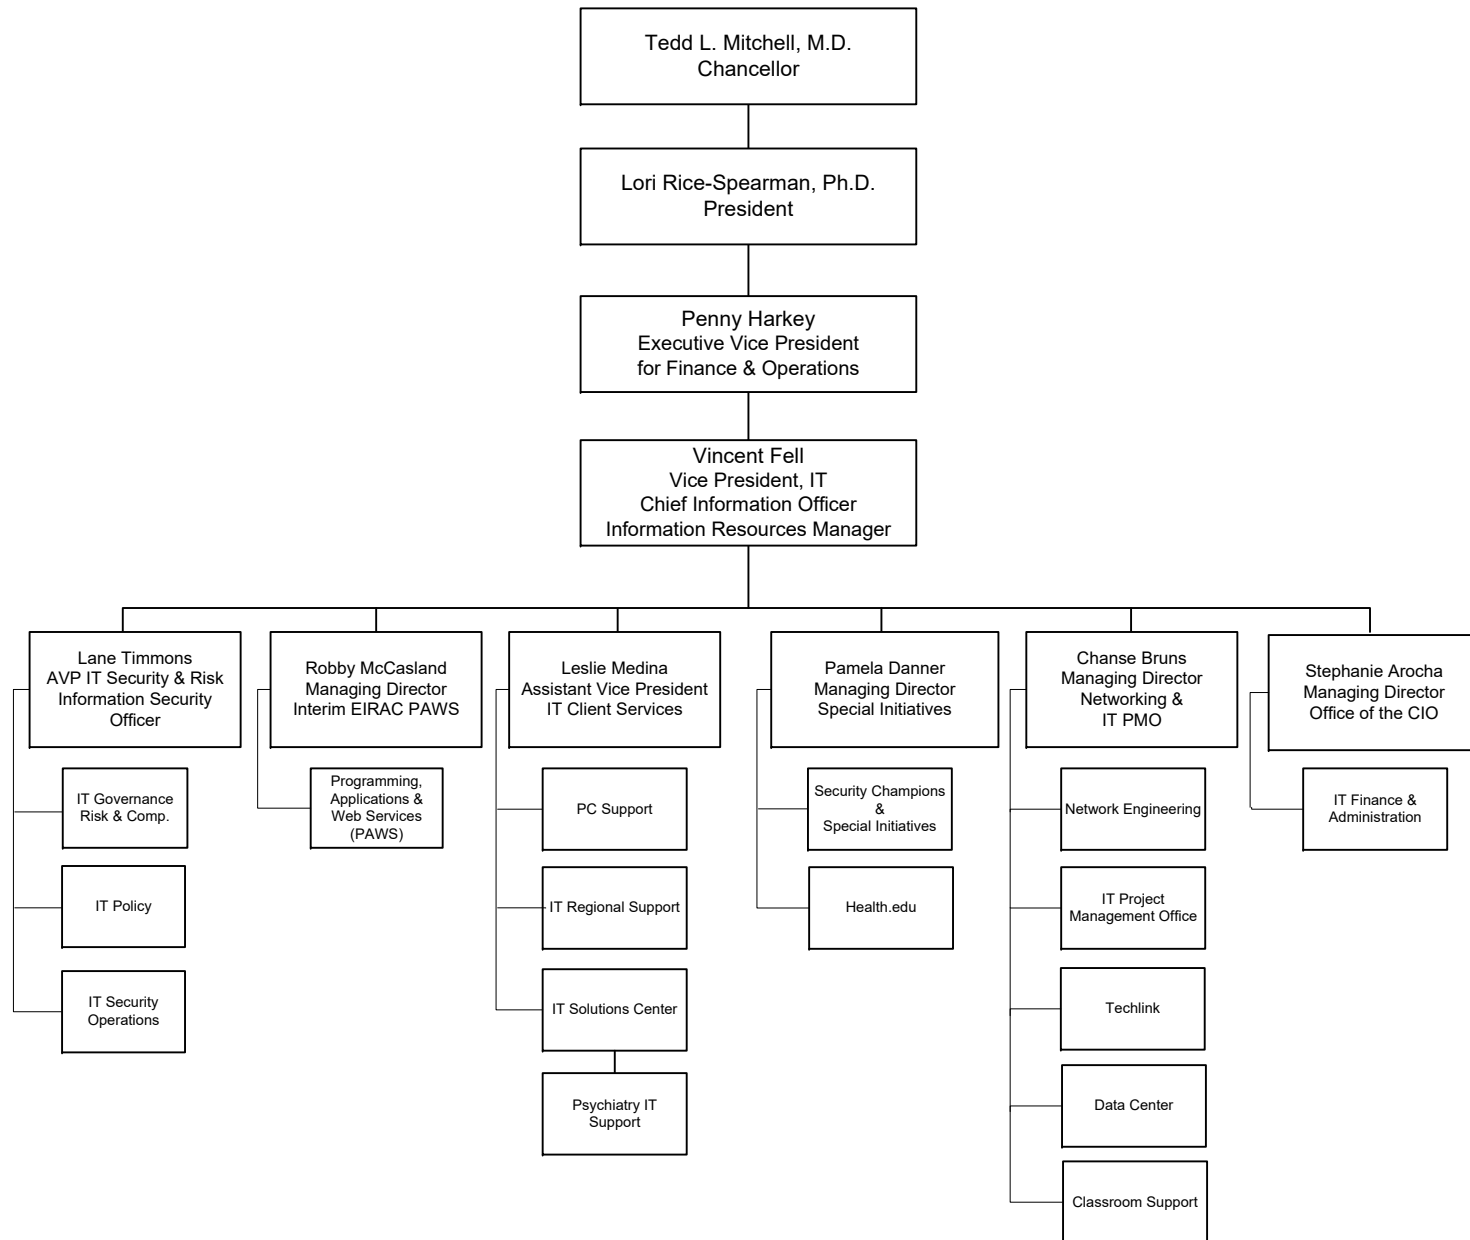 Tedd L. Mitchell, M.D.
Chancellor
Lori Rice-Spearman, Ph.D.
President
Penny Harkey
Executive Vice President
for Finance & Operations
Vincent Fell
Vice President, IT
Chief Information Officer
Information Resources Manager
Lane Timmons
AVP IT Security & Risk
Information Security
Officer
Robby McCasland
Managing Director
Interim EIRAC PAWS
Leslie Medina
Assistant Vice President
IT Client Services
Pamela Danner
Managing Director
Special Initiatives
Chanse Bruns
Managing Director
Networking &
IT PMO
Stephanie Arocha
Managing Director
Office of the CIO
IT Governance
Risk & Comp.
IT Policy
IT Security
Operations
Programming,
Applications &
Web Services
(PAWS)
PC Support
IT Regional Support
IT Solutions Center
Psychiatry IT
Support
Security Champions
&
Special Initiatives
Health.edu
Network Engineering
IT Project
Management Office
Techlink
Data Center
Classroom Support
IT Finance &
Administration